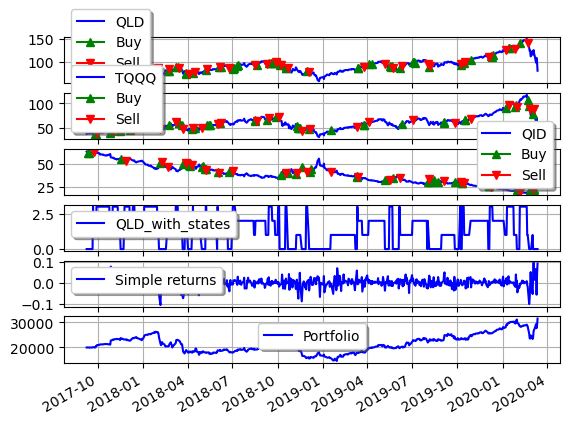 QLD
Buy
Sell
150
100
TQQQ
Buy
Sell
100
50
QID
Buy
Sell
50
25
QLD_with_states
2.5
0.0
Simple returns
0.1
0.0
−0.1
Portfolio
30000
20000
2017-10
2018-01
2018-04
2018-07
2018-10
2019-01
2019-04
2019-07
2019-10
2020-01
2020-04